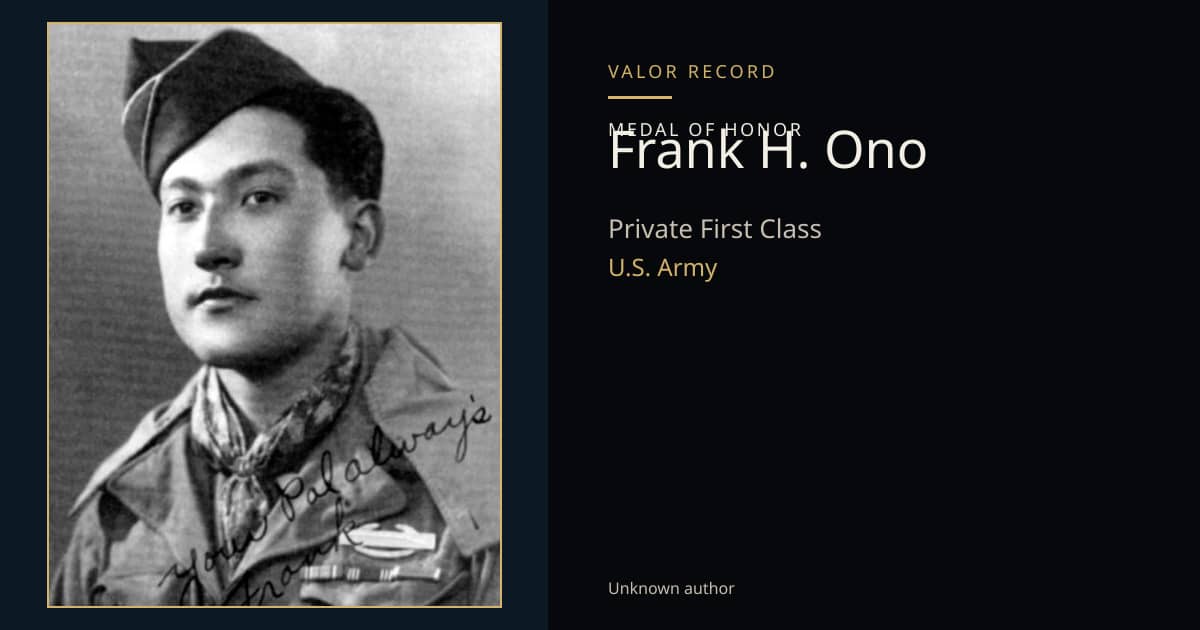 VALOR RECORD
MEDAL OF HONOR
Frank H. Ono
Private First Class
U.S. Army
Unknown author
Your Pal always
Frank